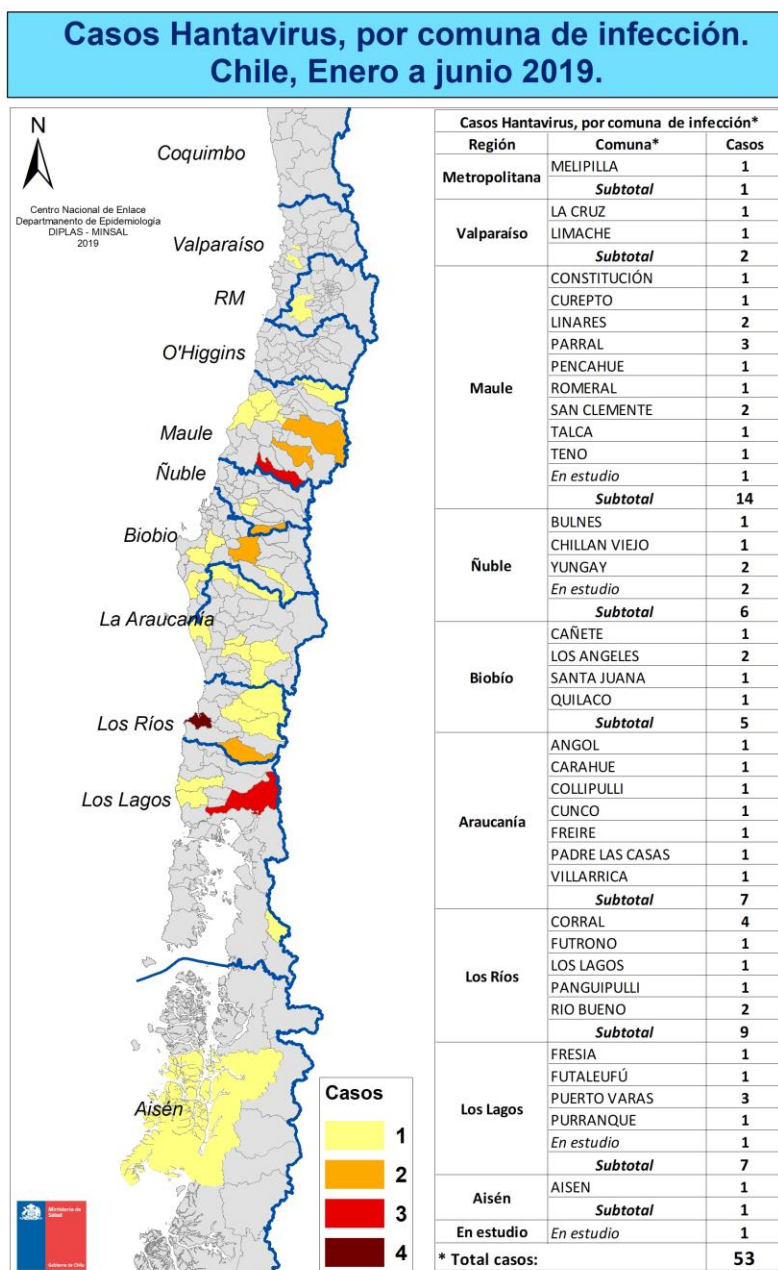 Casos Hantavirus, por comuna de infección.
Chile, Enero a junio 2019.
N
Centro Nacional de Enlace
Departmanento de Epidemiología
DIPLAS - MINSAL
2019
Coquimbo
Valparaíso
RM
O'Higgins
Maule
Ñuble
Biobio
La Araucanía
Los Ríos
Los Lagos
Aisén
Casos
1
2
3
4
Ministerio de
Salud
Gobierno de Chile
Casos Hantavirus, por comuna de infección*
Región Comuna* Casos
Metropolitana
MELIPILLA 1
Subtotal 1
Valparaíso
LA CRUZ 1
LIMACHE 1
Subtotal 2
Maule
CONSTITUCIÓN 1
CUREPTO 1
LINARES 2
PARRAL 3
PENCAHUE 1
ROMERAL 1
SAN CLEMENTE 2
TALCA 1
TENO 1
En estudio 1
Subtotal 14
Ñuble
BULNES 1
CHILLAN VIEJO 1
YUNGAY 2
En estudio 2
Subtotal 6
Biobío
CAÑETE 1
LOS ANGELES 2
SANTA JUANA 1
QUILACO 1
Subtotal 5
Araucanía
ANGOL 1
CARAHUE 1
COLLIPULLI 1
CUNCO 1
FREIRE 1
PADRE LAS CASAS 1
VILLARRICA 1
Subtotal 7
Los Ríos
CORRAL 4
FUTRONO 1
LOS LAGOS 1
PANGUIPULLI 1
RIO BUENO 2
Subtotal 9
Los Lagos
FRESIA 1
FUTALEUFÚ 1
PUERTO VARAS 3
PURRANQUE 1
En estudio 1
Subtotal 7
Aisén
AISEN 1
Subtotal 1
En estudio En estudio 1
* Total casos: 53